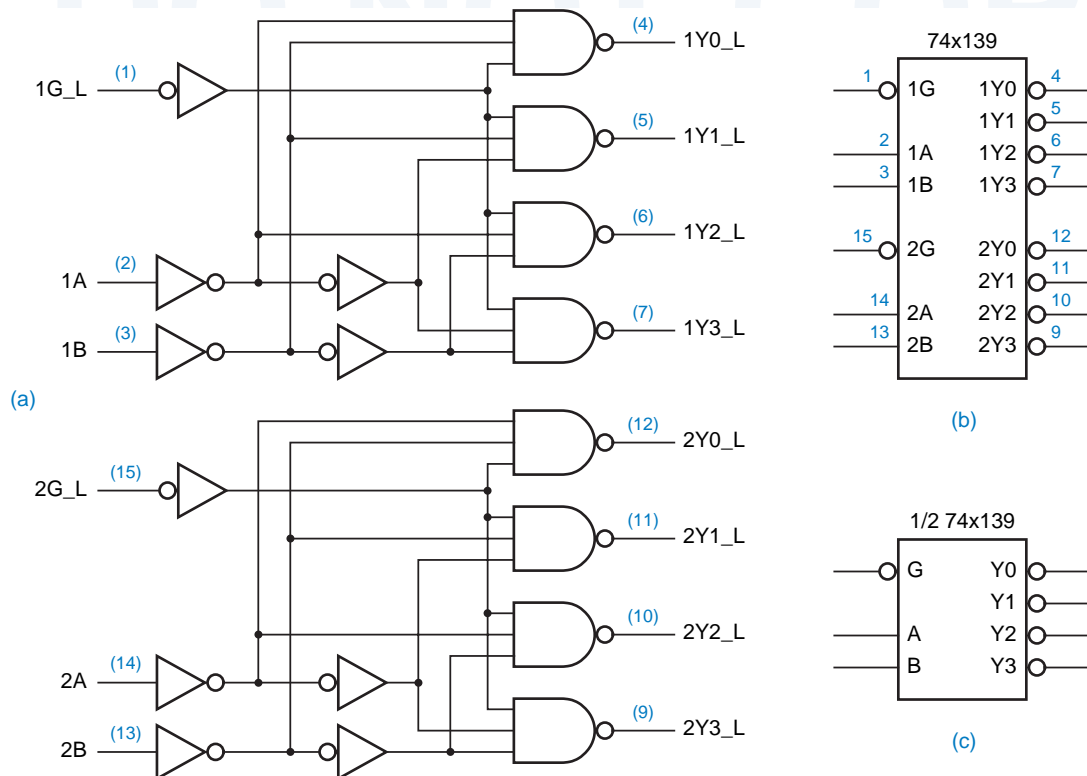 (4) 1Y0_L
(1)
1G_L
(5) 1Y1_L
(6) 1Y2_L
(2)
1A
(7) 1Y3_L
(3)
1B
(a)
(12) 2Y0_L
(15)
2G_L
(11) 2Y1_L
(10) 2Y2_L
(14)
2A
(9) 2Y3_L
(13)
2B
74x139
1 1G 1Y0 4
1Y1 5
2 1A 1Y2 6
3 1B 1Y3 7
15 2G 2Y0 12
2Y1 11
14 2A 2Y2 10
13 2B 2Y3 9
(b)
1/2 74x139
G Y0
Y1
A Y2
B Y3
(c)